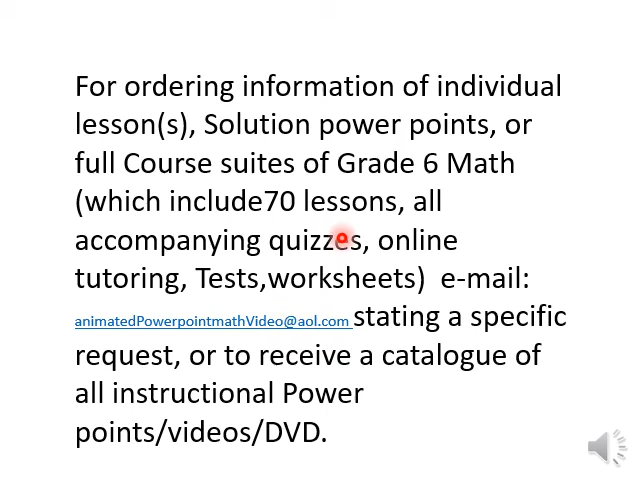 For ordering information of individual
lesson(s), Solution power points, or
full Course suites of Grade 6 Math
(which include70 lessons, all
accompanying quizzes, online
tutoring, Tests,worksheets)  e-mail:
animatedPowerpointmathVideo@aol.com stating a specific
request, or to receive a catalogue of
all instructional Power
points/videos/DVD.